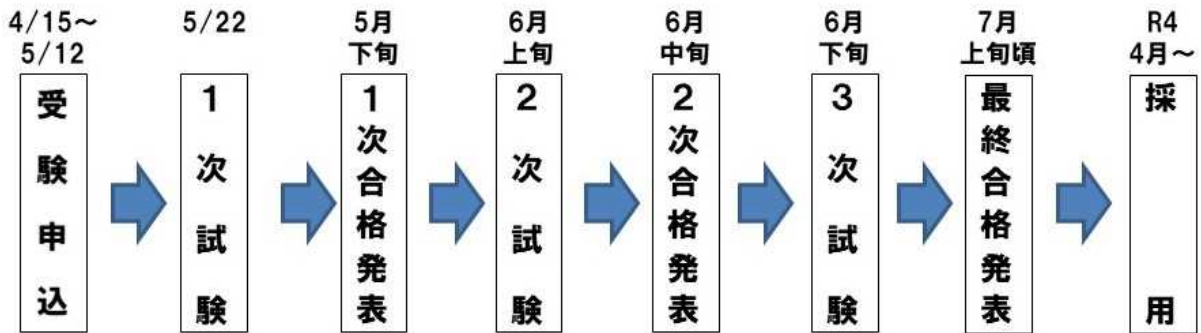 4/15～
5/12
受験申込
5/22
1次試験
5月
下旬
1次合格発表
6月
上旬
2次試験
6月
中旬
2次合格発表
6月
下旬
3次試験
7月
上旬頃
最終合格発表
R4
4月～
採用